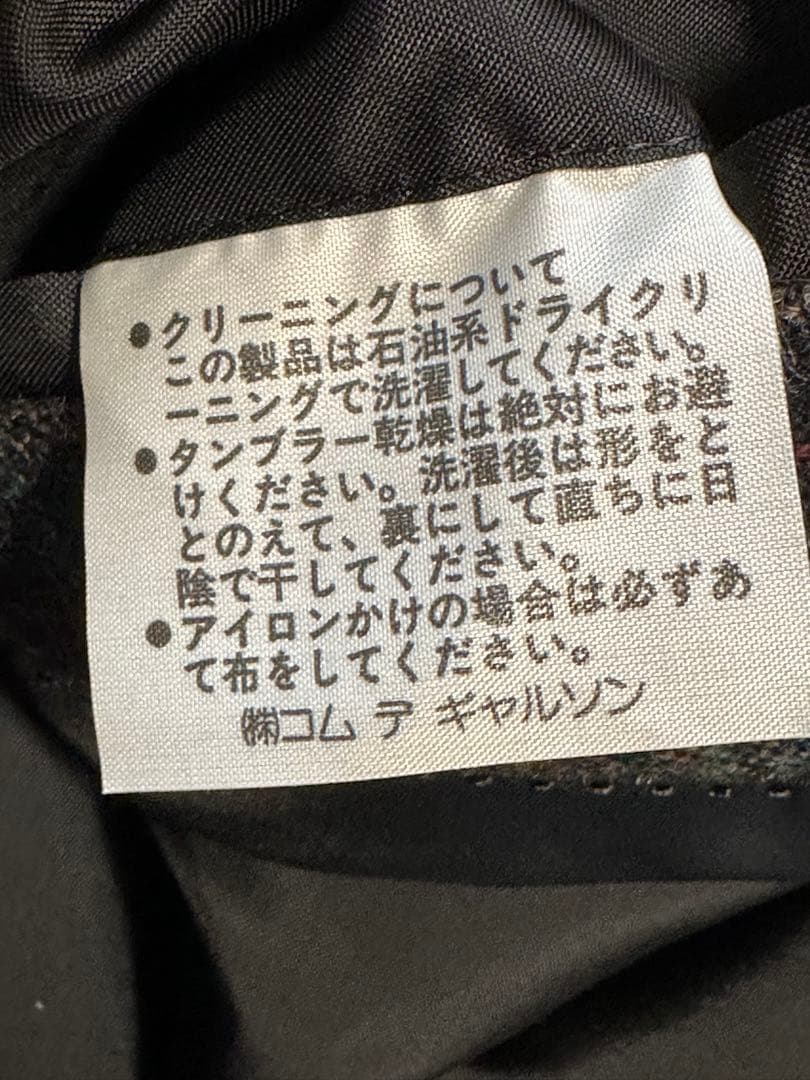 ●クリーニングについて
この製品は石油系ドライクリ
ーニングで洗濯してください。
●タンブラー乾燥は絶対にお避
けください。洗濯後は形をと
とのえて、裏にして直ちに日
陰で干してください。
●アイロンかけの場合は必ずあ
て布をしてください。
㈱コム デ ギャルソン